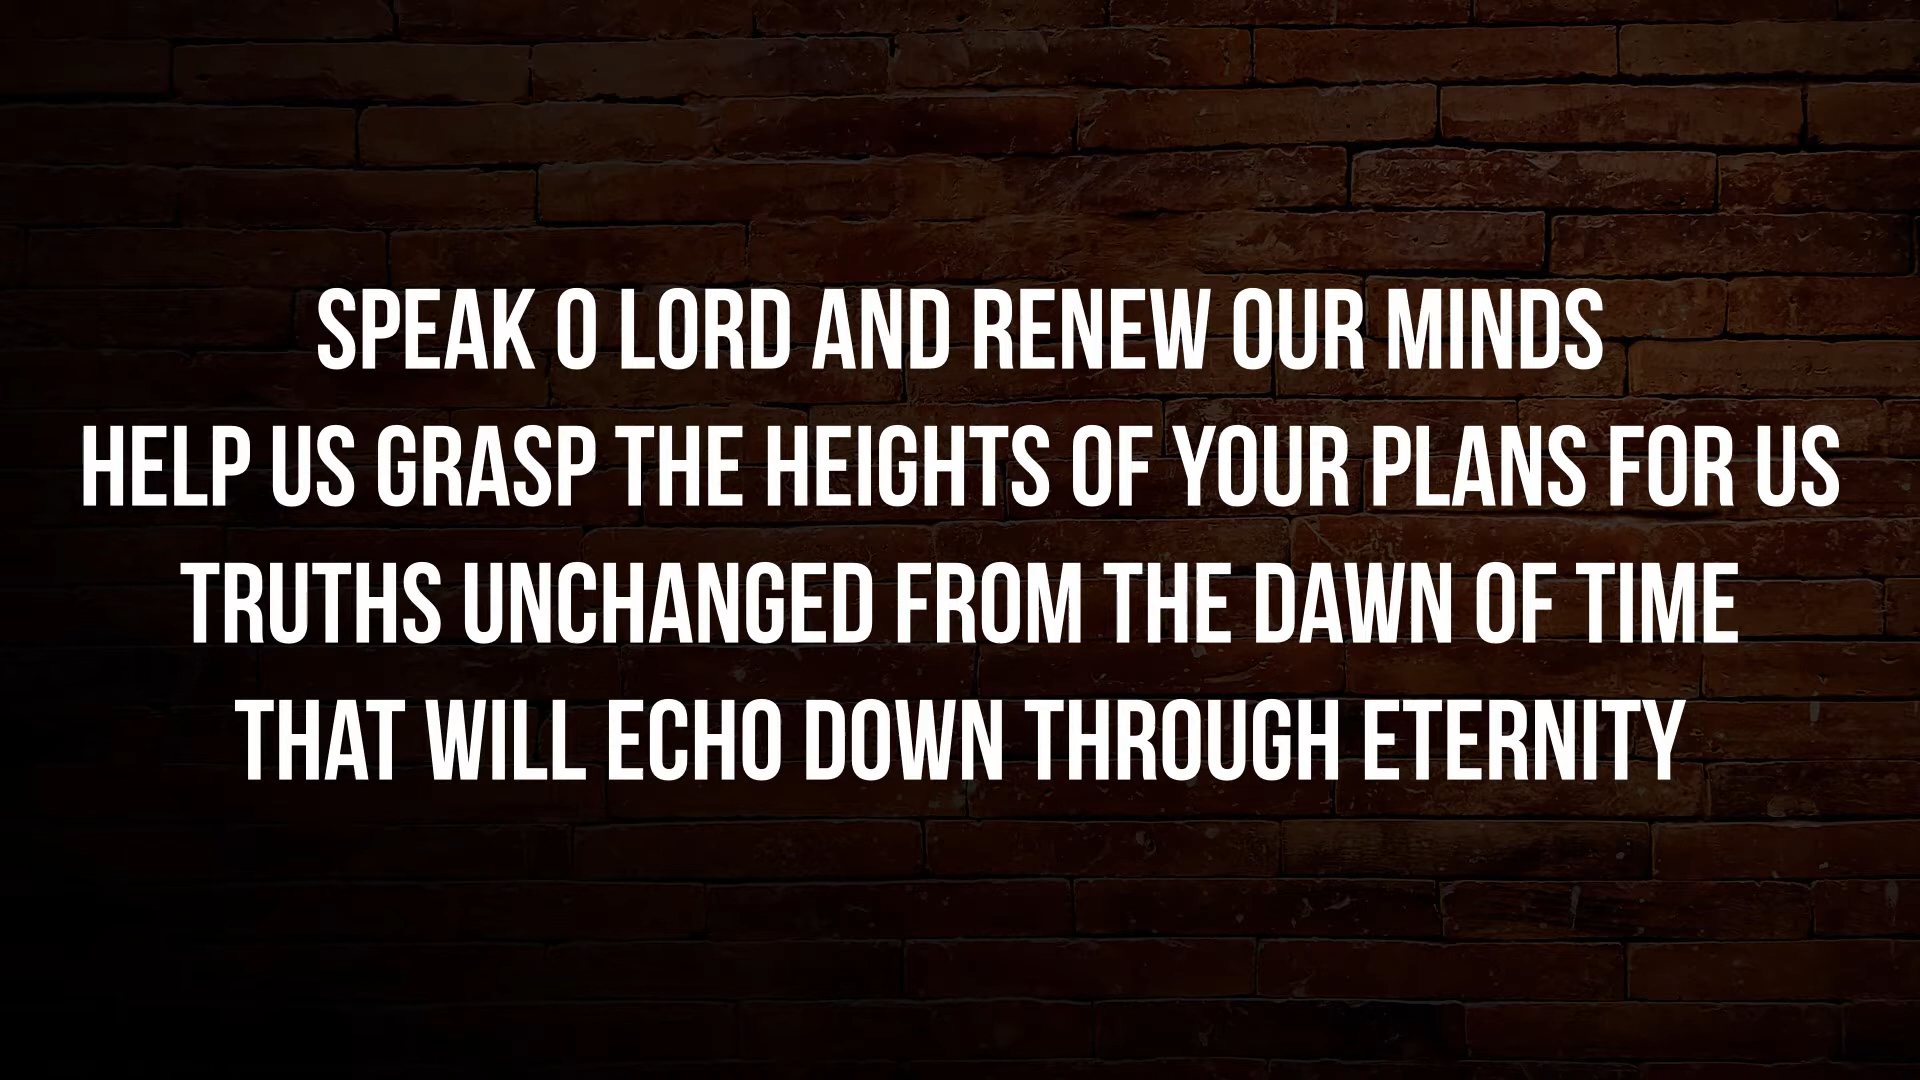 SPEAK O LORD AND RENEW OUR MINDS
HELP US GRASP THE HEIGHTS OF YOUR PLANS FOR US
TRUTHS UNCHANGED FROM THE DAWN OF TIME
THAT WILL ECHO DOWN THROUGH ETERNITY